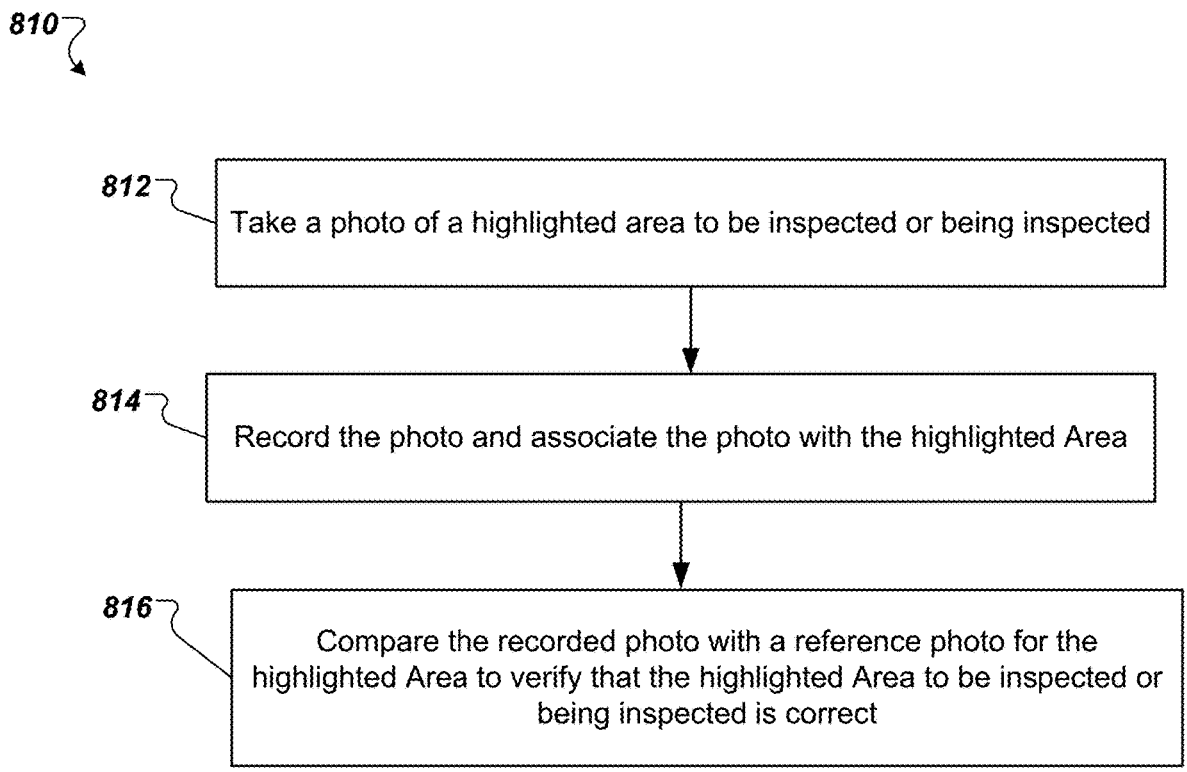 810
812
Take a photo of a highlighted area to be inspected or being inspected
814
Record the photo and associate the photo with the highlighted Area
816
Compare the recorded photo with a reference photo for the
highlighted Area to verify that the highlighted Area to be inspected or
being inspected is correct